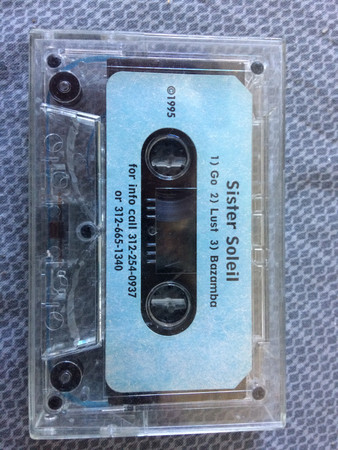 Sister Soleil
1) Go 2) Lust 3) Bazamba
©1995
for info call 312-254-0937
or 312-665-1340